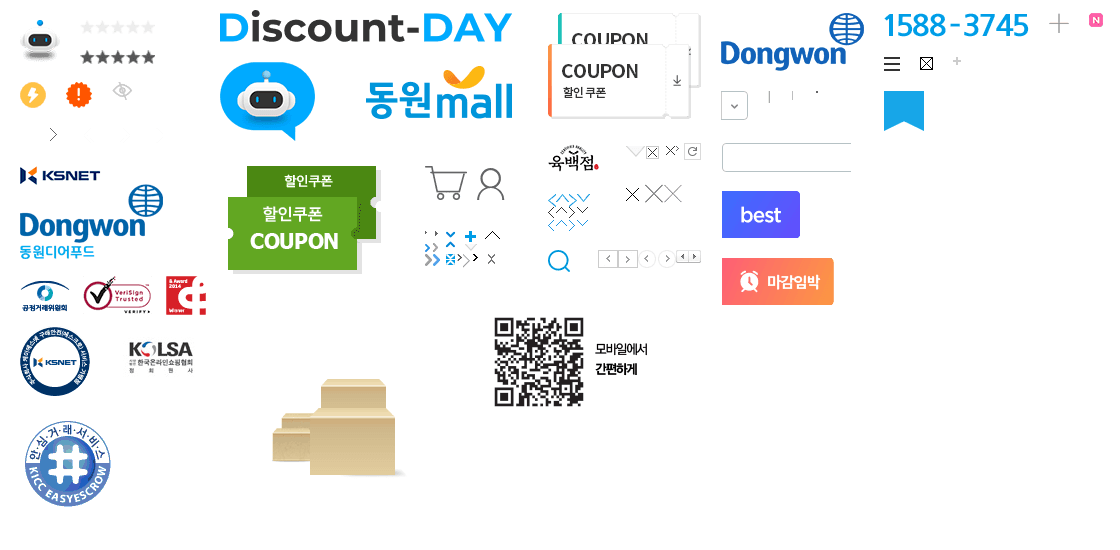 Discount-DAY
COUPON
COUPON
할인 쿠폰
Dongwon
1588-3745
N
동원mall
KSNET
할인쿠폰
할인쿠폰
COUPON
육백점
Dongwon
동원디어푸드
best
마감임박
공정거래위원회
VeriSign
Trusted
VERIFY
i-Award
2014
Winner
KSNET
KOLSA
한국온라인쇼핑협회
정회원사
모바일에서
간편하게
안·심·거·래·서·비·스
KICC EASYESCROW